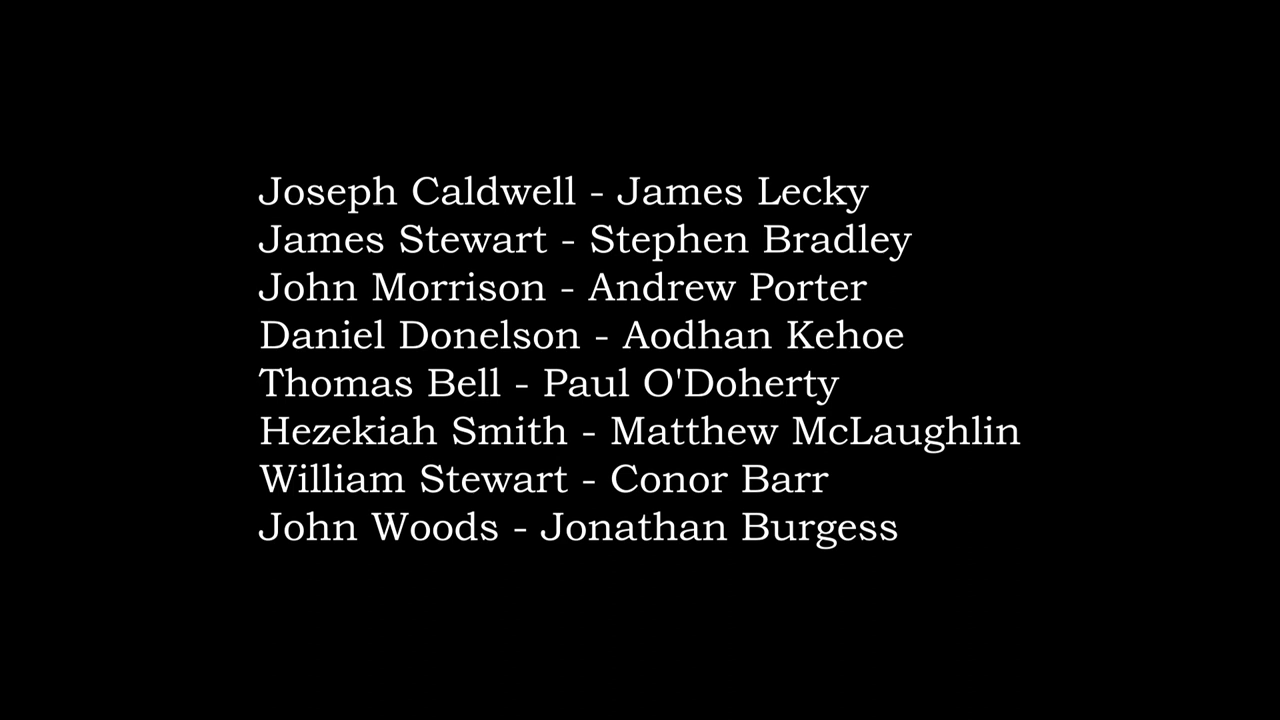 Joseph Caldwell - James Lecky
James Stewart - Stephen Bradley
John Morrison - Andrew Porter
Daniel Donelson - Aodhan Kehoe
Thomas Bell - Paul O'Doherty
Hezekiah Smith - Matthew McLaughlin
William Stewart - Conor Barr
John Woods - Jonathan Burgess